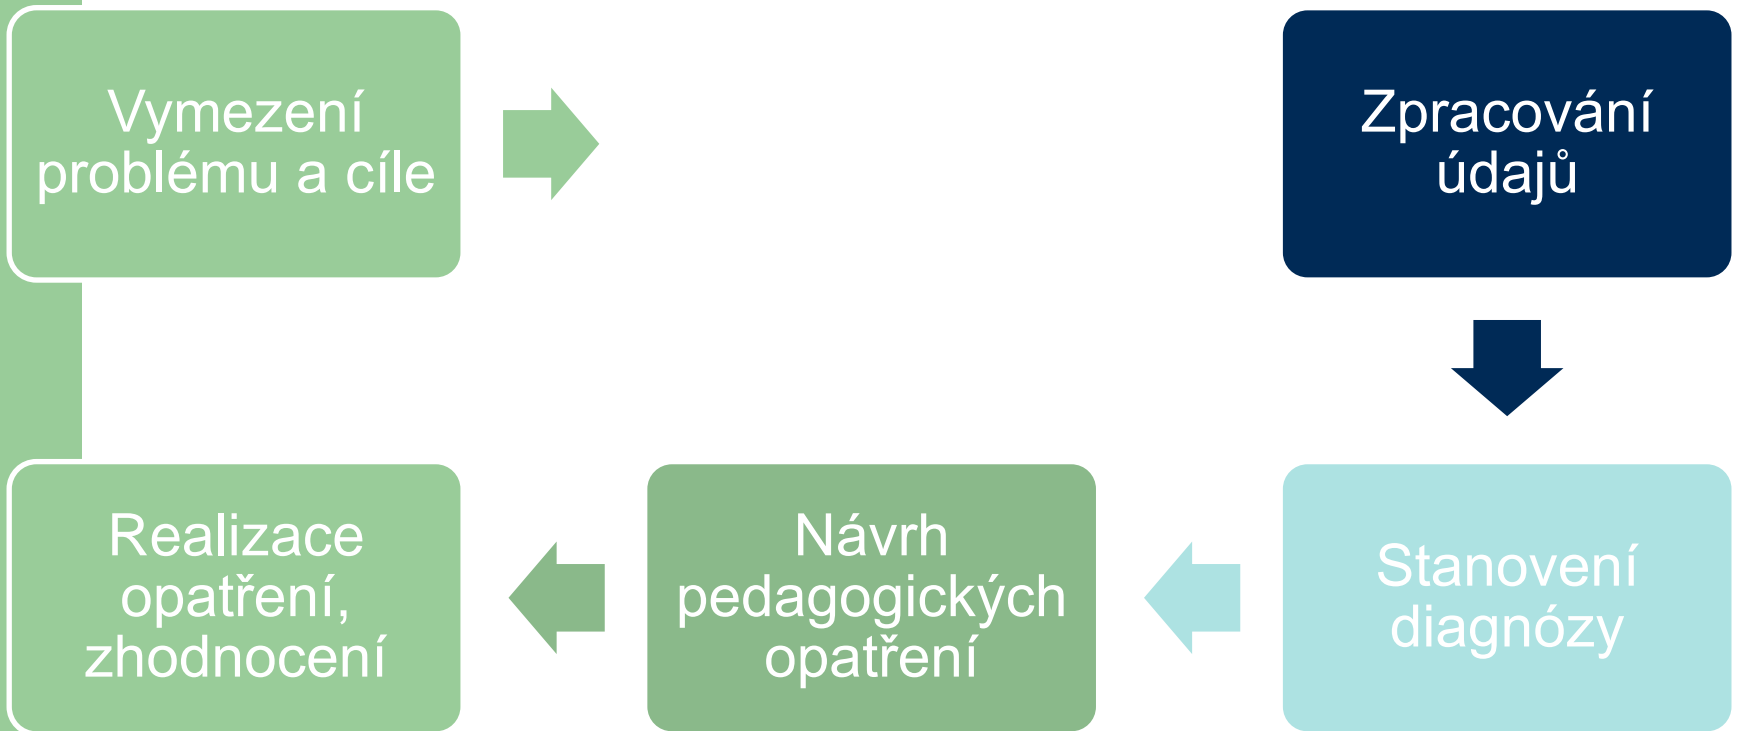 Vymezení
problému a cíle
Zpracování
údajů
Stanovení
diagnózy
Návrh
pedagogických
opatření
Realizace
opatření,
zhodnocení